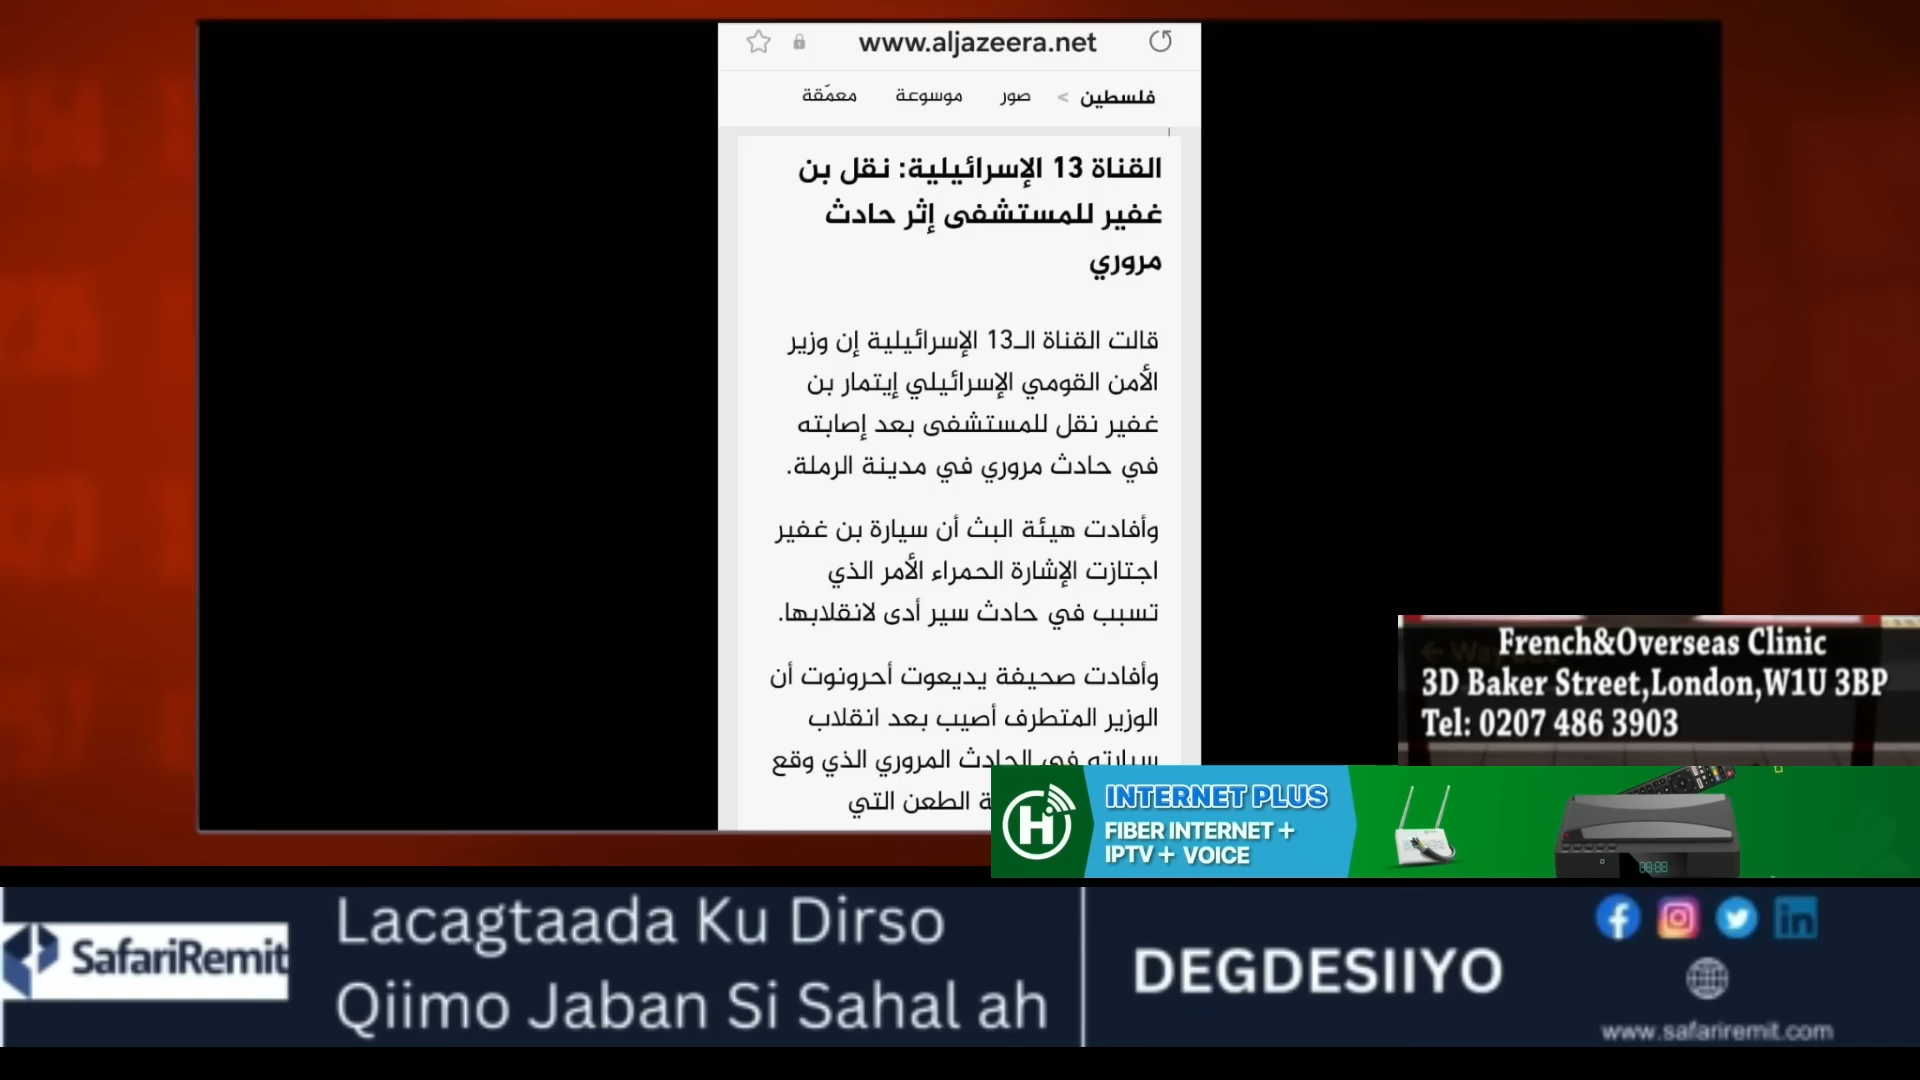 www.aljazeera.net
فلسطين > صور موسوعة معمّقة
القناة 13 الإسرائيلية: نقل بن
غفير للمستشفى إثر حادث
مروري
قالت القناة الـ13 الإسرائيلية إن وزير
الأمن القومي الإسرائيلي إيتمار بن
غفير نقل للمستشفى بعد إصابته
في حادث مروري في مدينة الرملة.
وأفادت هيئة البث أن سيارة بن غفير
اجتازت الإشارة الحمراء الأمر الذي
تسبب في حادث سير أدى لانقلابها.
وأفادت صحيفة يديعوت أحرونوت أن
الوزير المتطرف أصيب بعد انقلاب
سيارته في الحادث المروري الذي وقع
الطعن التي
French&Overseas Clinic
3D Baker Street,London,W1U 3BP
Tel: 0207 486 3903
H INTERNET PLUS
FIBER INTERNET +
IPTV + VOICE
08:88
SafariRemit
Lacagtaada Ku Dirso
Qiimo Jaban Si Sahal ah
DEGDESIIYO
www.safariremit.com